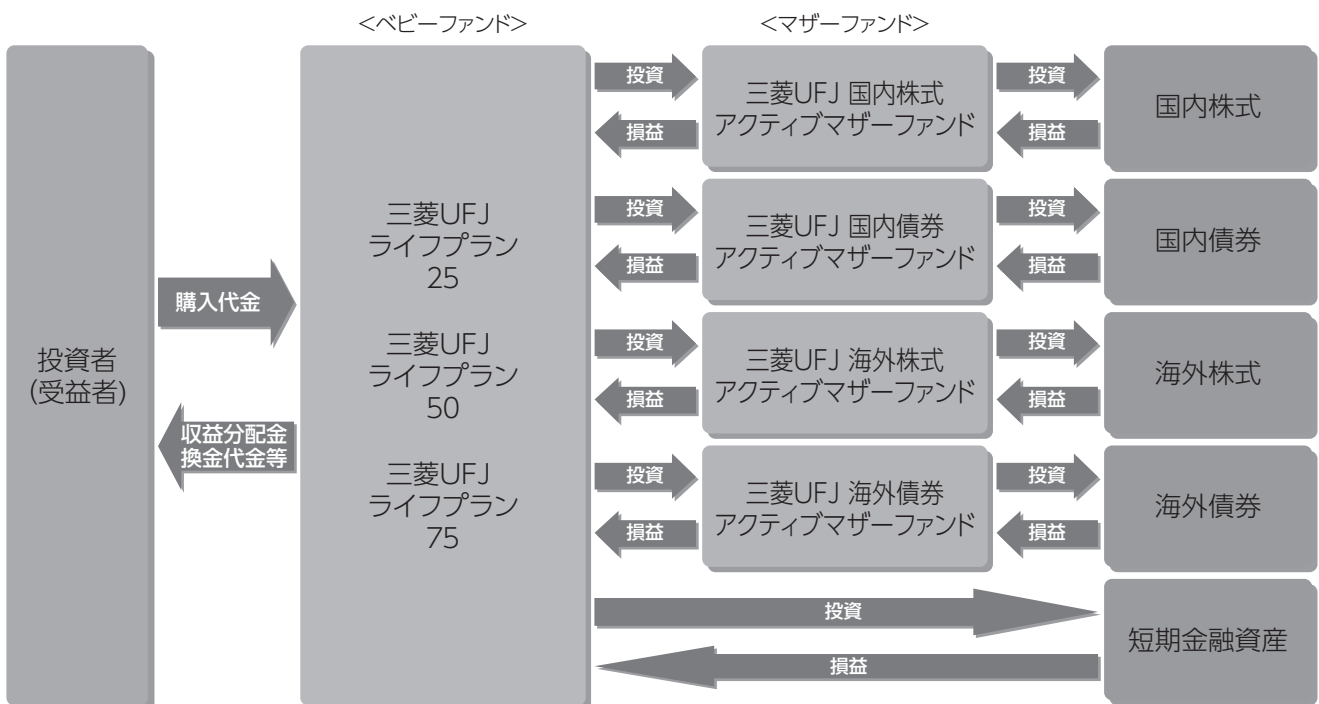 <ベビーファンド>
<マザーファンド>
投資者
(受益者)
購入代金
収益分配金
換金代金等
三菱UFJ
ライフプラン
25
三菱UFJ
ライフプラン
50
三菱UFJ
ライフプラン
75
投資
損益
三菱UFJ 国内株式
アクティブマザーファンド
投資
損益
国内株式
投資
損益
三菱UFJ 国内債券
アクティブマザーファンド
投資
損益
国内債券
投資
損益
三菱UFJ 海外株式
アクティブマザーファンド
投資
損益
海外株式
投資
損益
三菱UFJ 海外債券
アクティブマザーファンド
投資
損益
海外債券
投資
損益
短期金融資産